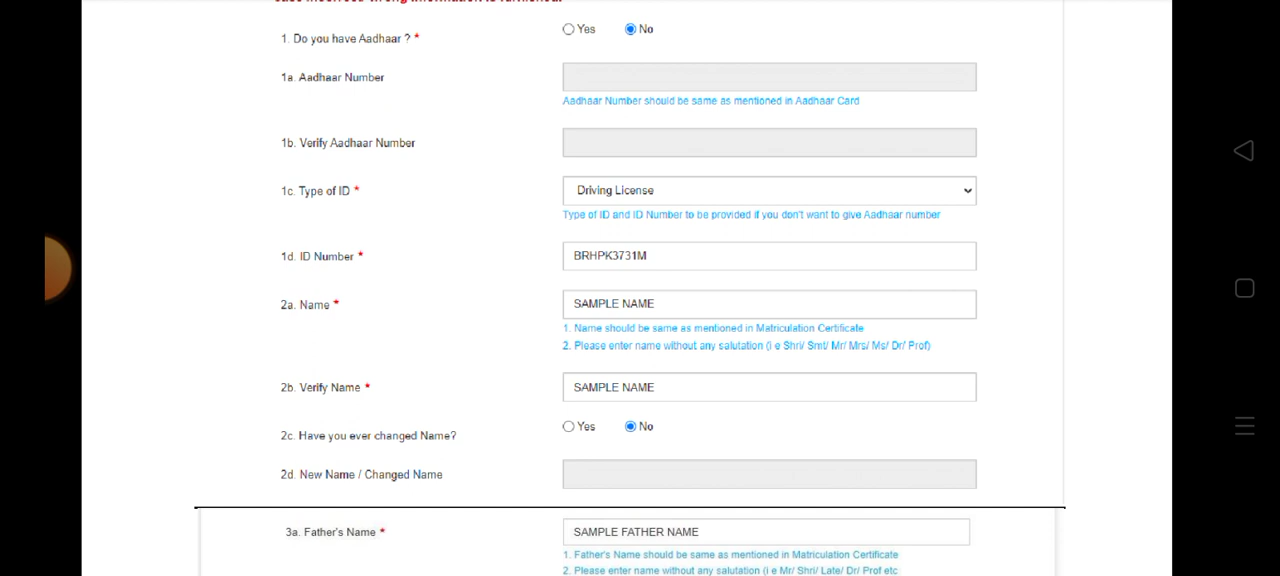 case incorrect/ wrong information is furnished.
1. Do you have Aadhaar ? *
Yes No
1a. Aadhaar Number
Aadhaar Number should be same as mentioned in Aadhaar Card
1b. Verify Aadhaar Number
1c. Type of ID * Driving License
Type of ID and ID Number to be provided if you don't want to give Aadhaar number
1d. ID Number * BRHPK3731M
2a. Name * SAMPLE NAME
1. Name should be same as mentioned in Matriculation Certificate
2. Please enter name without any salutation (i e Shri/ Smt/ Mr/ Mrs/ Ms/ Dr/ Prof)
2b. Verify Name * SAMPLE NAME
2c. Have you ever changed Name?
Yes No
2d. New Name / Changed Name
3a. Father's Name * SAMPLE FATHER NAME
1. Father's Name should be same as mentioned in Matriculation Certificate
2. Please enter name without any salutation (i e Mr/ Shri/ Late/ Dr/ Prof etc